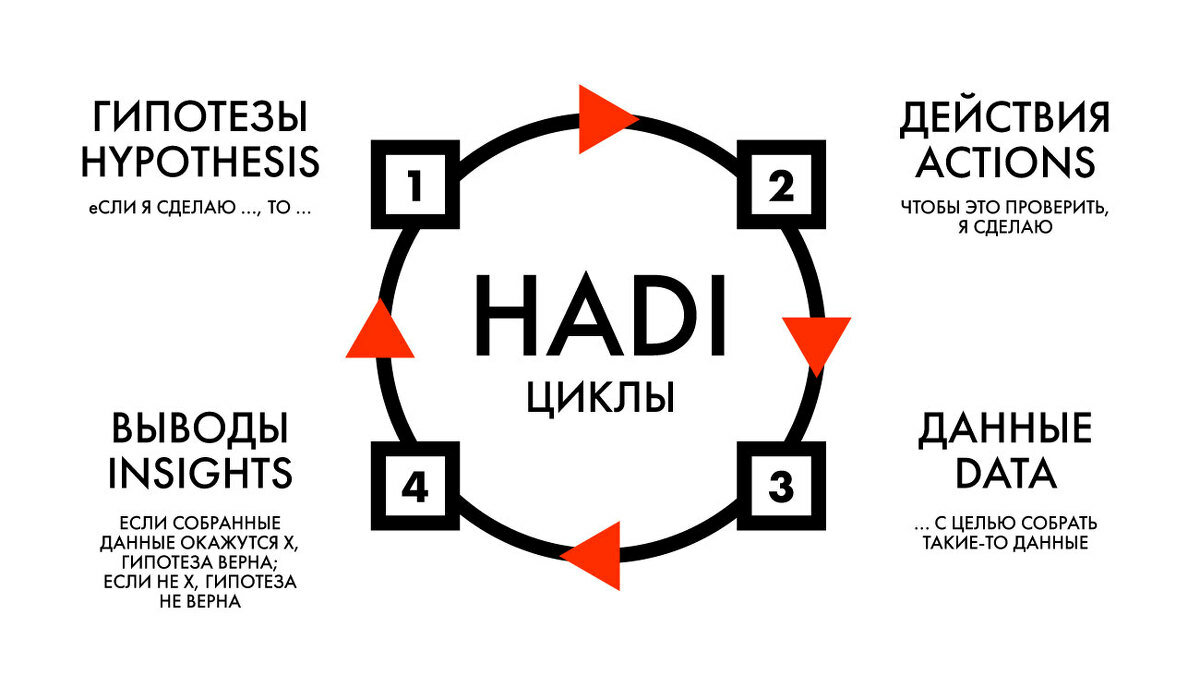 ГИПОТЕЗЫ
HYPOTHESIS
еСЛИ Я СДЕЛАЮ ..., ТО ...
1
2
ДЕЙСТВИЯ
ACTIONS
ЧТОБЫ ЭТО ПРОВЕРИТЬ,
Я СДЕЛАЮ
HADI
ЦИКЛЫ
ВЫВОДЫ
INSIGHTS
ЕСЛИ СОБРАННЫЕ
ДАННЫЕ ОКАЖУТСЯ Х,
ГИПОТЕЗА ВЕРНА;
ЕСЛИ НЕ Х, ГИПОТЕЗА
НЕ ВЕРНА
4
3
ДАННЫЕ
DATA
... С ЦЕЛЬЮ СОБРАТЬ
ТАКИЕ-ТО ДАННЫЕ